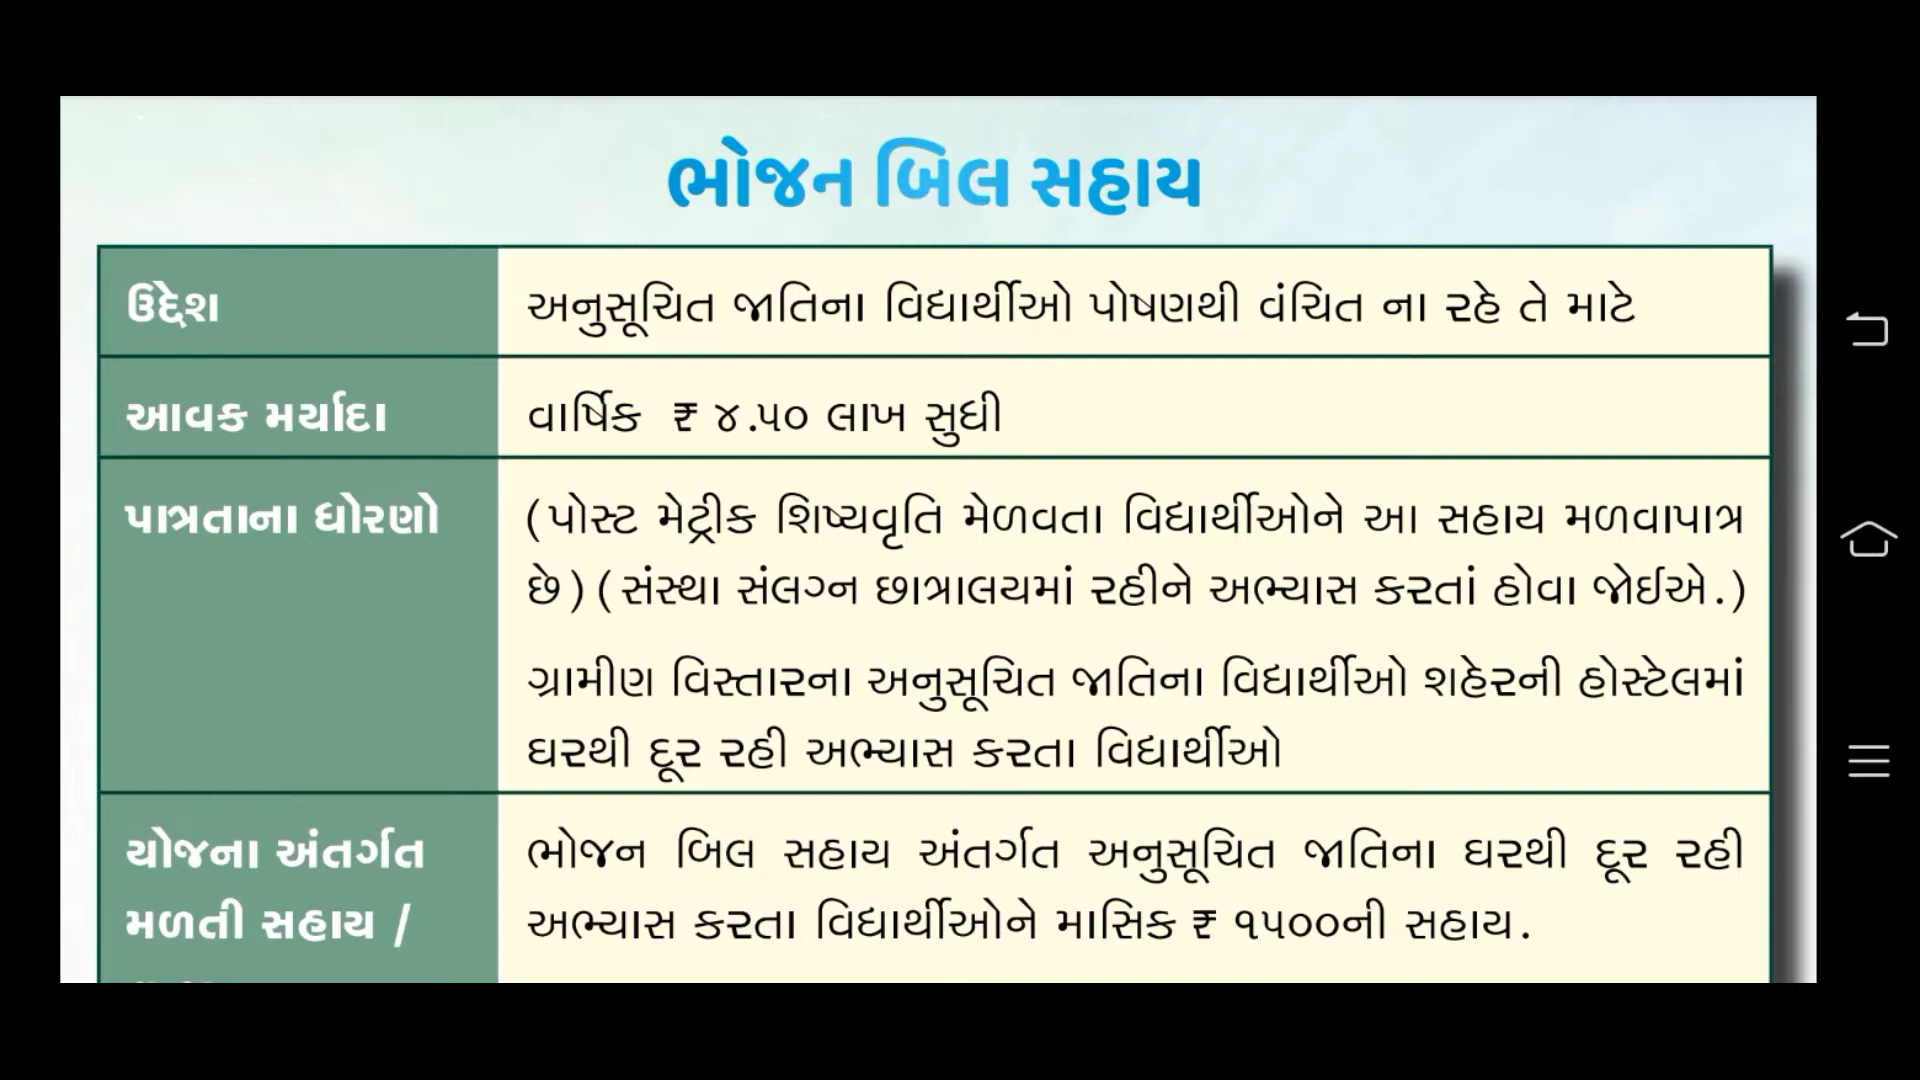 ભોજન બિલ સહાય
ઉદ્દેશ
અનુસૂચિત જાતિના વિદ્યાર્થીઓ પોષણથી વંચિત ના રહે તે માટે
આવક મર્યાદા
વાર્ષિક ₹ ૪.૫૦ લાખ સુધી
પાત્રતાના ધોરણો
(પોસ્ટ મેટ્રીક શિષ્યવૃતિ મેળવતા વિદ્યાર્થીઓને આ સહાય મળવાપાત્ર
છે) (સંસ્થા સંલગ્ન છાત્રાલયમાં રહીને અભ્યાસ કરતાં હોવા જોઈએ.)
ગ્રામીણ વિસ્તારના અનુસૂચિત જાતિના વિદ્યાર્થીઓ શહેરની હોસ્ટેલમાં
ઘરથી દૂર રહી અભ્યાસ કરતા વિદ્યાર્થીઓ
યોજના અંતર્ગત
મળતી સહાય /
ભોજન બિલ સહાય અંતર્ગત અનુસૂચિત જાતિના ઘરથી દૂર રહી
અભ્યાસ કરતા વિદ્યાર્થીઓને માસિક ₹ ૧૫૦૦ની સહાય.